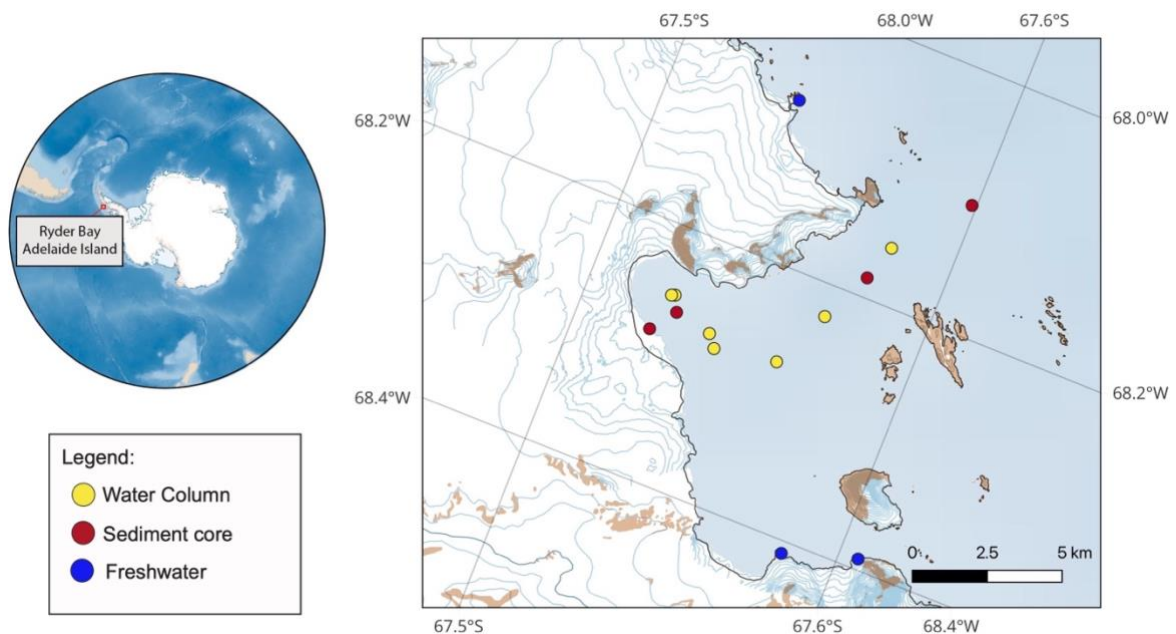 67.5°S 68.0°W 67.6°S
68.2°W 68.0°W
Ryder Bay
Adelaide Island
68.4°W 68.2°W
Legend:
Water Column
Sediment core
Freshwater
0 2.5 5 km
67.5°S 67.6°S 68.4°W